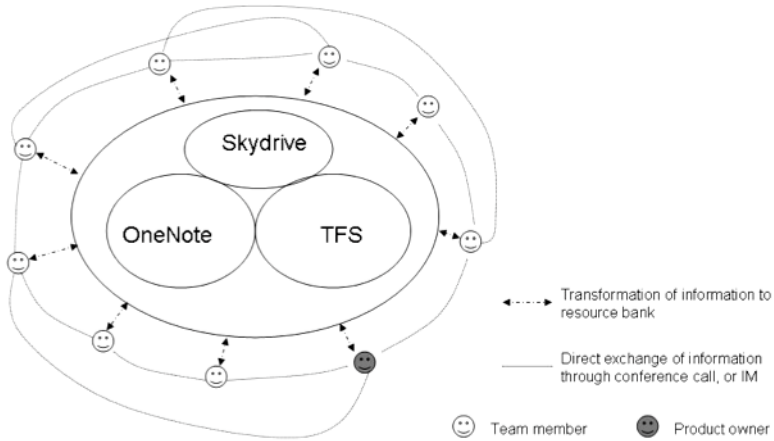 Skydrive
OneNote
TFS
Transformation of information to
resource bank
Direct exchange of information
through conference call, or IM
Team member
Product owner